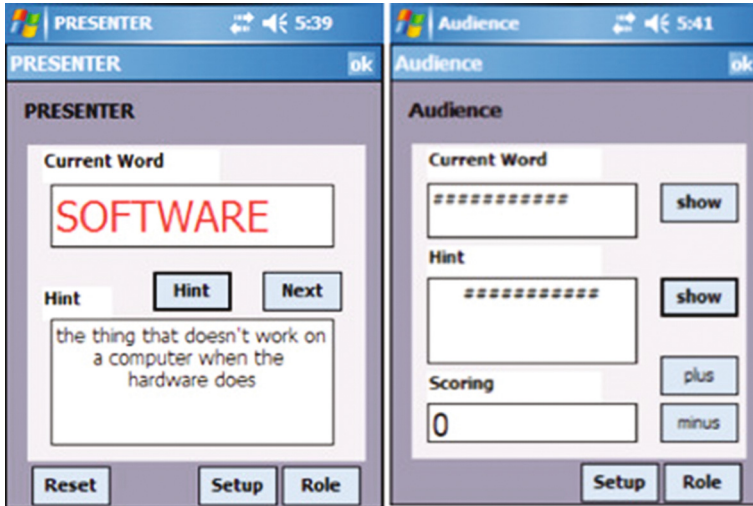 PRESENTER 5:39
PRESENTER ok
PRESENTER
Current Word
SOFTWARE
Hint Next
Hint
the thing that doesn't work on
a computer when the
hardware does
Reset Setup Role
Audience 5:41
Audience ok
Audience
Current Word
########### show
Hint
########### show
plus
Scoring
0 minus
Setup Role